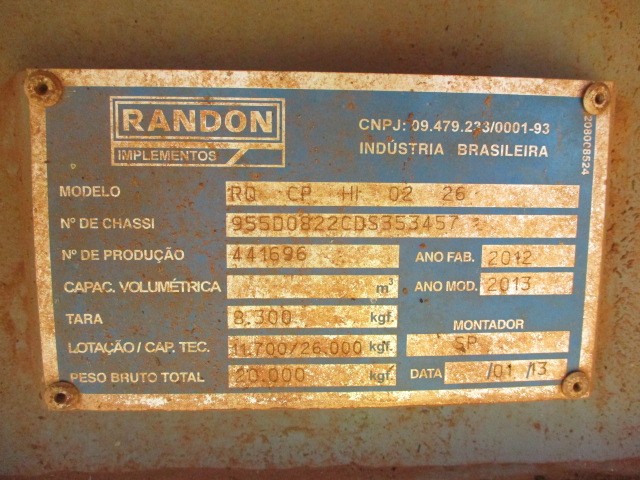 RANDON
IMPLEMENTOS
CNPJ: 09.479.233/0001-93
INDÚSTRIA BRASILEIRA
208008524
MODELO RQ CP HI 02 26
Nº DE CHASSI 955D0822CDS353457
Nº DE PRODUÇÃO 441696 ANO FAB. 2012
CAPAC. VOLUMÉTRICA m³ ANO MOD. 2013
TARA 8.300 kgf. MONTADOR
LOTAÇÃO / CAP. TEC. 11.700/26.000 kgf. SP
PESO BRUTO TOTAL 20.000 kgf. DATA /01 /13